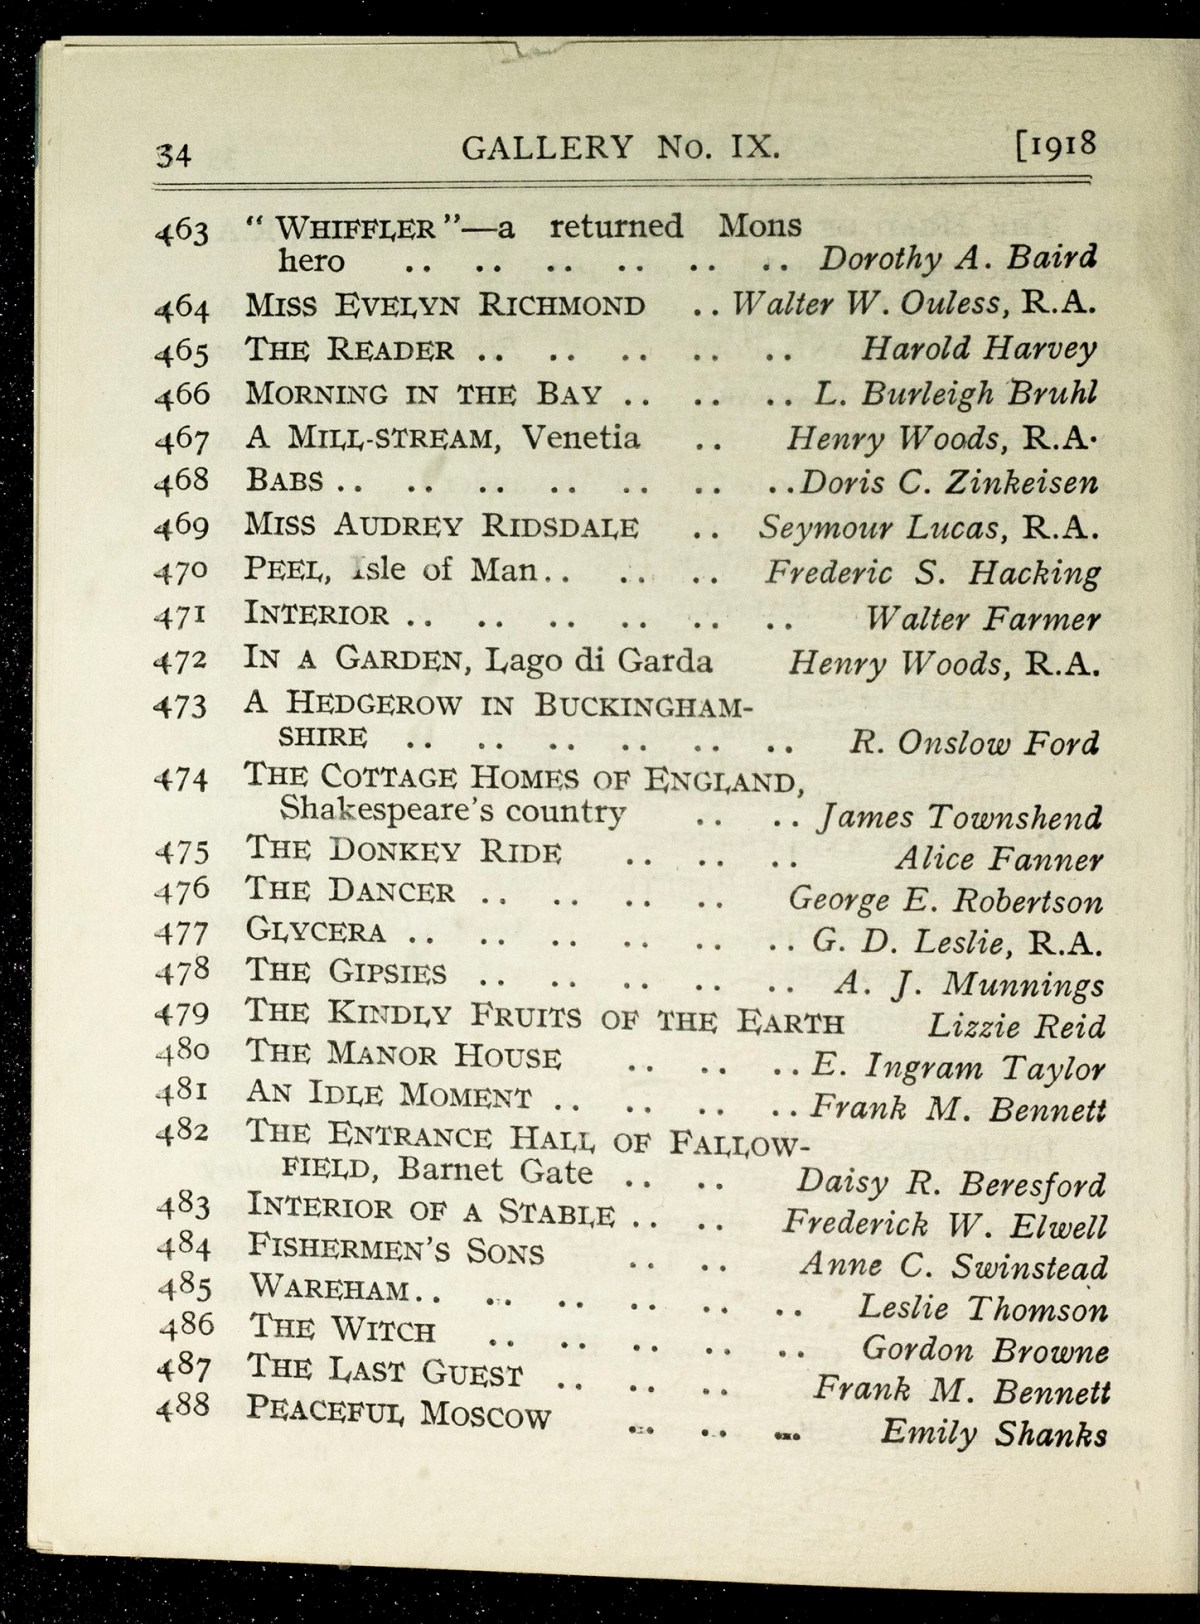 34 GALLERY No. IX. [1918
463 “ WHIFFLER ”—a returned Mons
hero .. .. .. .. .. .. Dorothy A. Baird
464 MISS EVELYN RICHMOND .. Walter W. Ouless, R.A.
465 THE READER .. .. .. .. .. Harold Harvey
466 MORNING IN THE BAY .. .. .. L. Burleigh Bruhl
467 A MILL-STREAM, Venetia .. Henry Woods, R.A·
468 BABS .. .. .. .. .. .. .. Doris C. Zinkeisen
469 MISS AUDREY RIDSDALE .. Seymour Lucas, R.A.
470 PEEL, Isle of Man .. .. .. Frederic S. Hacking
471 INTERIOR .. .. .. .. .. .. Walter Farmer
472 IN A GARDEN, Lago di Garda Henry Woods, R.A.
473 A HEDGEROW IN BUCKINGHAM-
SHIRE .. .. .. .. .. .. R. Onslow Ford
474 THE COTTAGE HOMES OF ENGLAND,
Shakespeare’s country .. .. James Townshend
475 THE DONKEY RIDE .. .. .. Alice Fanner
476 THE DANCER .. .. .. .. George E. Robertson
477 GLYCERA .. .. .. .. .. .. G. D. Leslie, R.A.
478 THE GIPSIES .. .. .. .. .. A. J. Munnings
479 THE KINDLY FRUITS OF THE EARTH Lizzie Reid
480 THE MANOR HOUSE .. .. .. E. Ingram Taylor
481 AN IDLE MOMENT .. .. .. .. Frank M. Bennett
482 THE ENTRANCE HALL OF FALLOW-
FIELD, Barnet Gate .. .. Daisy R. Beresford
483 INTERIOR OF A STABLE .. .. Frederick W. Elwell
484 FISHERMEN’S SONS .. .. Anne C. Swinstead
485 WAREHAM .. .. .. .. .. .. Leslie Thomson
486 THE WITCH .. .. .. .. .. Gordon Browne
487 THE LAST GUEST .. .. .. Frank M. Bennett
488 PEACEFUL MOSCOW .. .. .. Emily Shanks